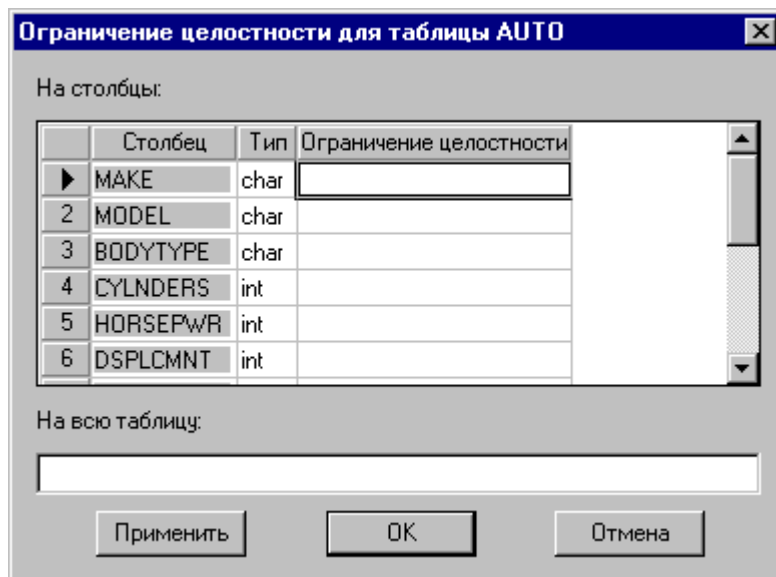 Ограничение целостности для таблицы AUTO
На столбцы:
Столбец Тип Ограничение целостности
MAKE char
2 MODEL char
3 BODYTYPE char
4 CYLNDERS int
5 HORSEPWR int
6 DSPLCMNT int
На всю таблицу:
Применить OK Отмена